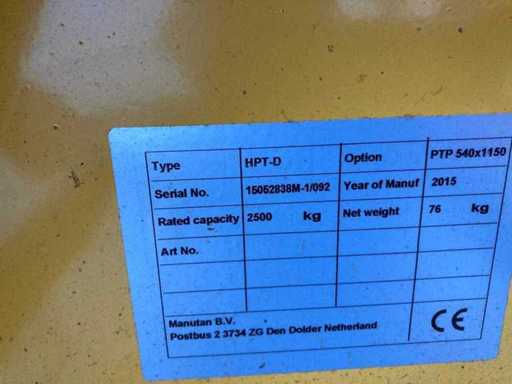 Type HPT-D Option PTP 540x1150
Serial No. 15062838M-1/092 Year of Manuf 2015
Rated capacity 2500 kg Net weight 76 kg
Art No.
Manutan B.V.
Postbus 2 3734 ZG Den Dolder Netherland
CE